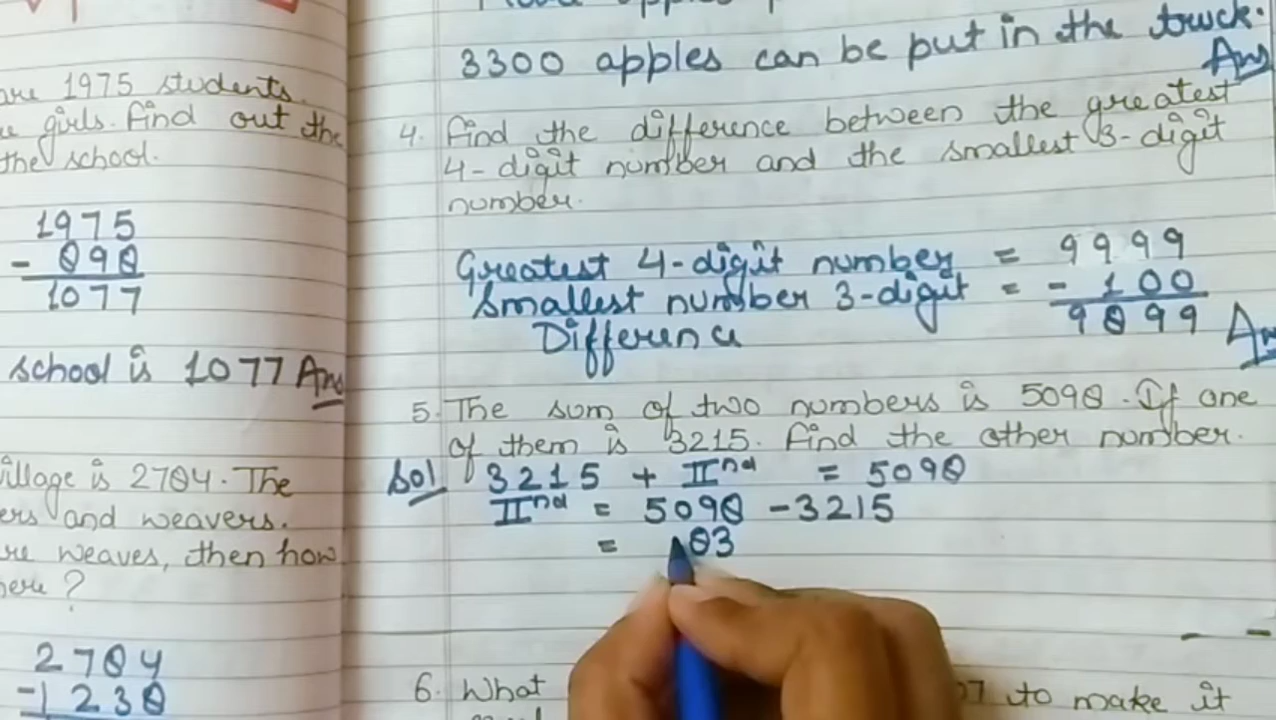 are 1975 students.
girls. Find out the
the school.
1975
- 898
1077
school is 1077 Ans
village is 2784. The
and weavers.
weaves, then how
?
2784
-1238
3300 apples can be put in the truck.
Ans
4. Find the difference between the greatest
4-digit number and the smallest 3-digit
number.
Greatest 4-digit number = 9999
Smallest number 3-digit = - 100
Difference 9899
5. The sum of two numbers is 5098. If one
of them is 3215. Find the other number.
Sol 3215 + IInd = 5098
IInd = 5098 - 3215
= 83
6. What 07 to make it